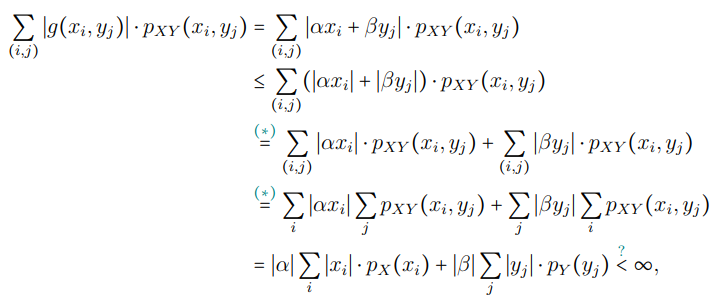 ∑_{(i,j)} |g(x_i, y_j)| · p_{XY}(x_i, y_j) = ∑_{(i,j)} |αx_i + βy_j| · p_{XY}(x_i, y_j)
≤ ∑_{(i,j)} (|αx_i| + |βy_j|) · p_{XY}(x_i, y_j)
(∗)= ∑_{(i,j)} |αx_i| · p_{XY}(x_i, y_j) + ∑_{(i,j)} |βy_j| · p_{XY}(x_i, y_j)
(∗)= ∑_i |αx_i| ∑_j p_{XY}(x_i, y_j) + ∑_j |βy_j| ∑_i p_{XY}(x_i, y_j)
= |α| ∑_i |x_i| · p_X(x_i) + |β| ∑_j |y_j| · p_Y(y_j) ?< ∞,